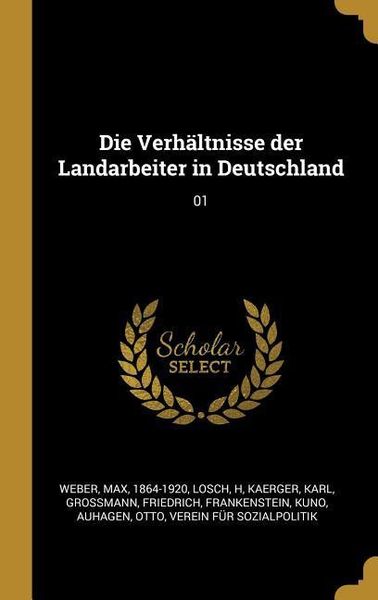 Die Verhältnisse der
Landarbeiter in Deutschland
01
Scholar
SELECT
WEBER, MAX, 1864-1920, LOSCH, H, KAERGER, KARL,
GROSSMANN, FRIEDRICH, FRANKENSTEIN, KUNO,
AUHAGEN, OTTO, VEREIN FÜR SOZIALPOLITIK